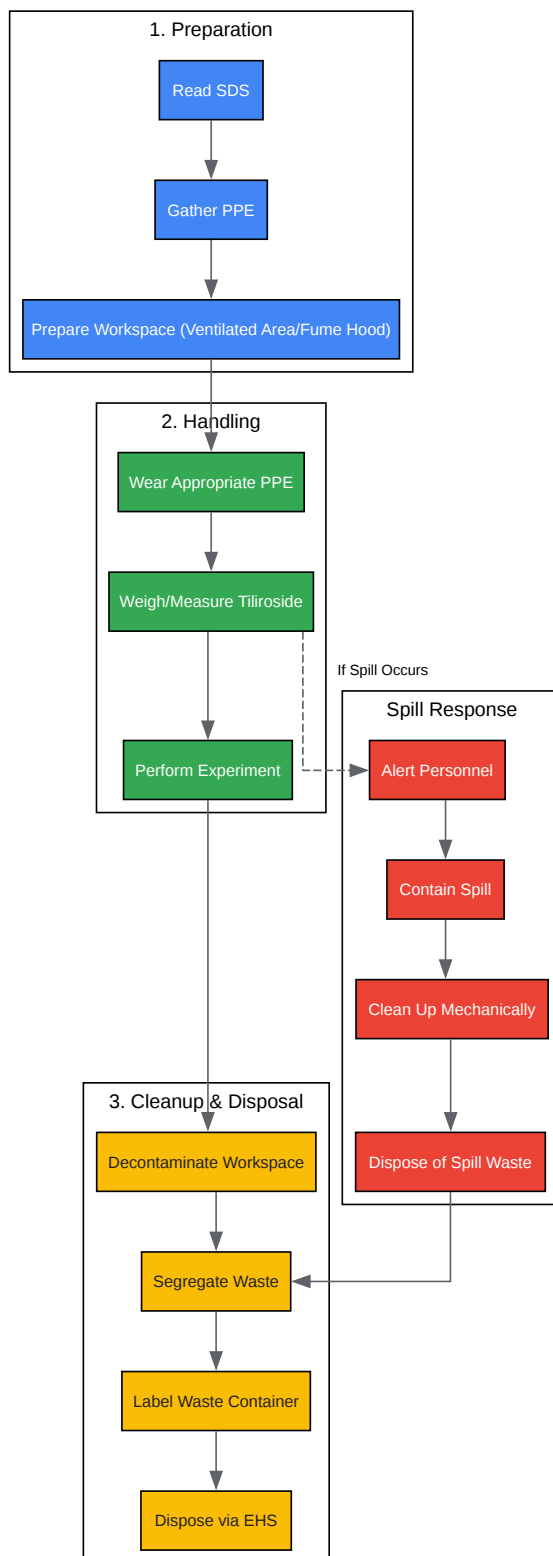 1. Preparation
Read SDS
Gather PPE
Prepare Workspace (Ventilated Area/Fume Hood)
2. Handling
Wear Appropriate PPE
Weigh/Measure Tiliroside
Perform Experiment
If Spill Occurs
Spill Response
Alert Personnel
Contain Spill
Clean Up Mechanically
Dispose of Spill Waste
3. Cleanup & Disposal
Decontaminate Workspace
Segregate Waste
Label Waste Container
Dispose via EHS